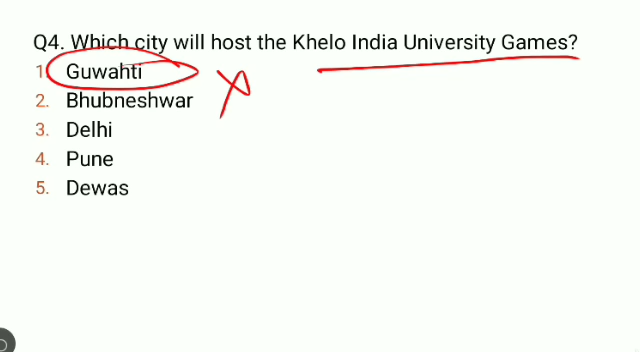 Q4. Which city will host the Khelo India University Games?
1. Guwahti
2. Bhubneshwar
3. Delhi
4. Pune
5. Dewas